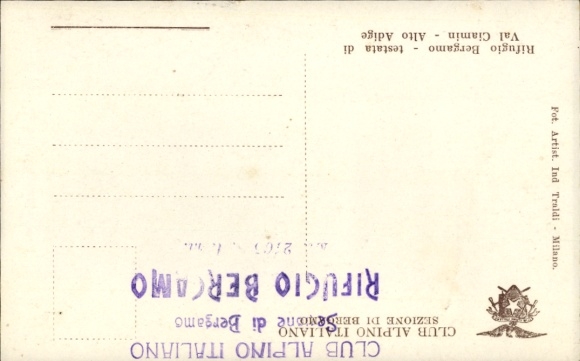 CLUB ALPINO ITALIANO
SEZIONE DI BERGAMO
CLUB ALPINO ITALIANO
Sezione di Bergamo
RIFUGIO BERGAMO
Rifugio Bergamo - testata di
Val Ciamin - Alto Adige
Fot. Artist. Ind Traldi - Milano.